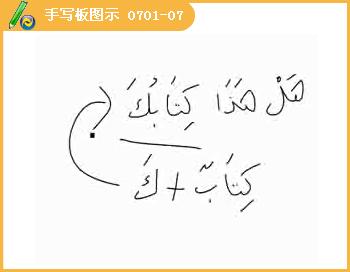 手写板图示 0701-07
هَلْ هَذَا كِتَابُكَ؟
كِتَابٌ + كَ